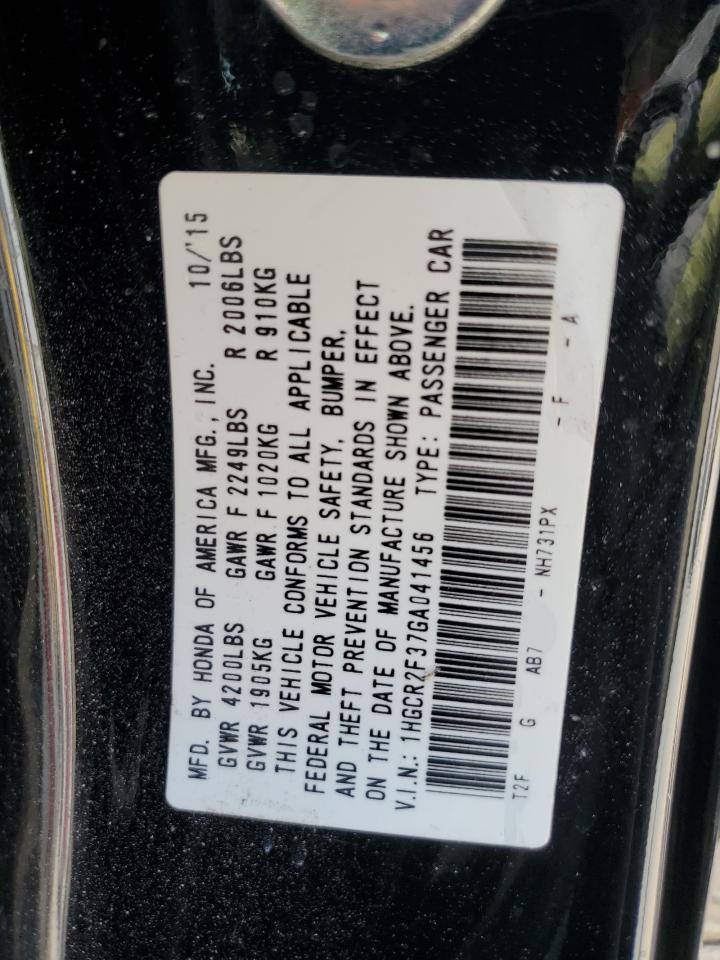 MFD. BY HONDA OF AMERICA MFG., INC. 10/'15
GVWR 4200LBS GAWR F 2249LBS R 2006LBS
GVWR 1905KG GAWR F 1020KG R 910KG
THIS VEHICLE CONFORMS TO ALL APPLICABLE
FEDERAL MOTOR VEHICLE SAFETY, BUMPER,
AND THEFT PREVENTION STANDARDS IN EFFECT
ON THE DATE OF MANUFACTURE SHOWN ABOVE.
V.I.N.: 1HGCR2F37GA041456 TYPE: PASSENGER CAR
T2F G AB7 - NH731PX - F - A